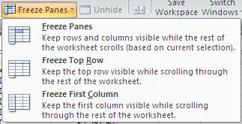 Freeze Panes
Unhide
Save
Workspace
Switch
Windows
Freeze Panes
Keep rows and columns visible while the rest of
the worksheet scrolls (based on current selection).
Freeze Top Row
Keep the top row visible while scrolling through
the rest of the worksheet.
Freeze First Column
Keep the first column visible while scrolling
through the rest of the worksheet.